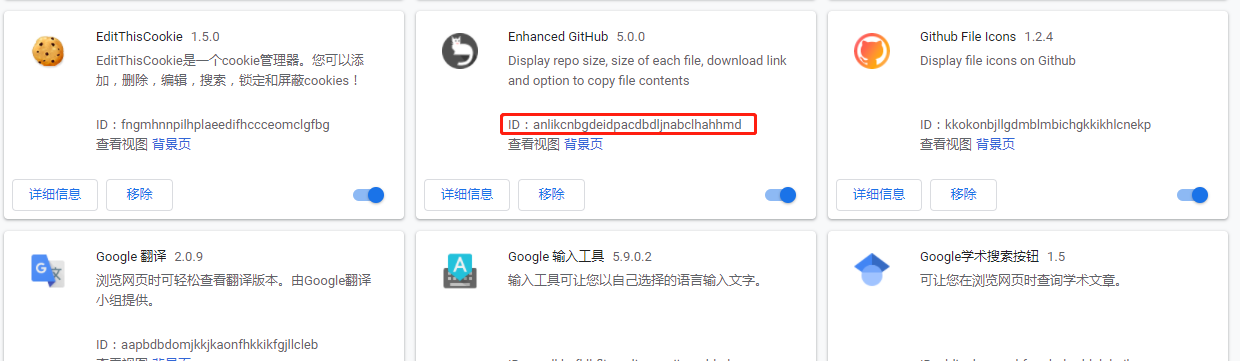 EditThisCookie 1.5.0
EditThisCookie是一个cookie管理器。您可以添
加，删除，编辑，搜索，锁定和屏蔽cookies！
ID：fngmhnnpilhplaeedifhccceomclgfbg
查看视图 背景页
详细信息 移除
Enhanced GitHub 5.0.0
Display repo size, size of each file, download link
and option to copy file contents
ID：anlikcnbgdeidpacdbdljnabclhahhmd
查看视图 背景页
详细信息 移除
Github File Icons 1.2.4
Display file icons on Github
ID：kkokonbjllgdmblmbichgkkikhlcnekp
查看视图 背景页
详细信息 移除
Google 翻译 2.0.9
浏览网页时可轻松查看翻译版本。由Google翻译
小组提供。
ID：aapbdbdomjkkjkaonfhkkikfgjllcleb
查看视图 背景页
Google 输入工具 5.9.0.2
输入工具可让您以自己选择的语言输入文字。
Google学术搜索按钮 1.5
可让您在浏览网页时查询学术文章。